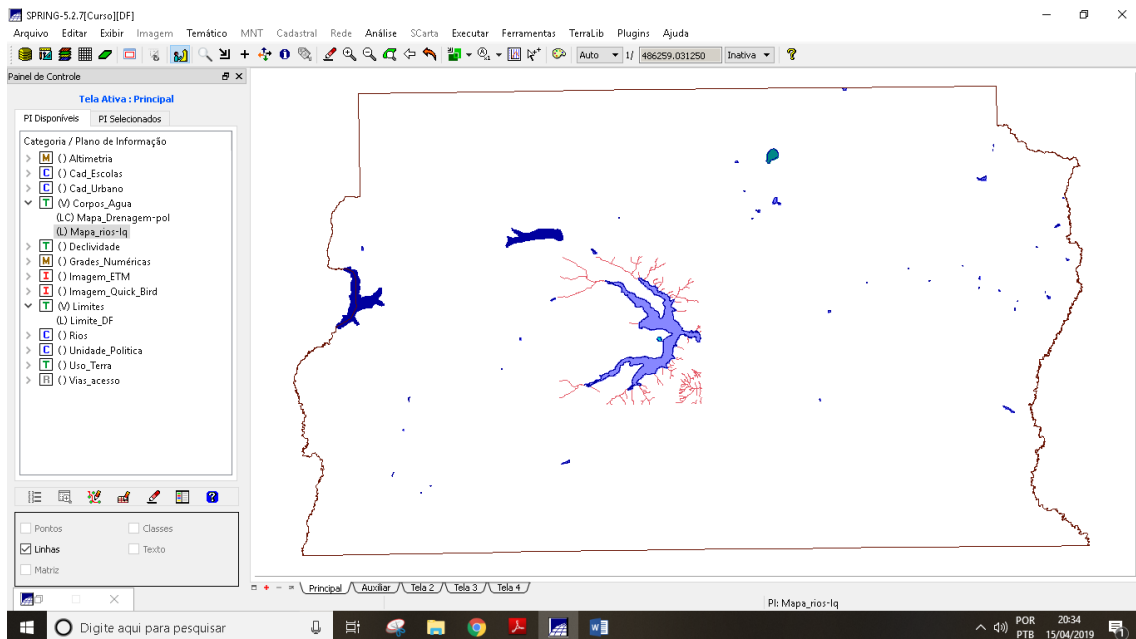 SPRING-5.2.7[Curso][DF]
Arquivo Editar Exibir Imagem Temático MNT Cadastral Rede Análise SCarta Executar Ferramentas TerraLib Plugins Ajuda
Auto 1/ 486259.031250 Inativa
Painel de Controle
Tela Ativa : Principal
PI Disponíveis PI Selecionados
Categoria / Plano de Informação
M () Altimetria
C () Cad_Escolas
C () Cad_Urbano
T (V) Corpos_Agua
(LC) Mapa_Drenagem-pol
(L) Mapa_rios-lq
T () Declividade
M () Grades_Numéricas
I () Imagem_ETM
I () Imagem_Quick_Bird
T (V) Limites
(L) Limite_DF
C () Rios
C () Unidade_Politica
T () Uso_Terra
R () Vias_acesso
Pontos Classes
Linhas Texto
Matriz
Principal Auxiliar Tela 2 Tela 3 Tela 4
PI: Mapa_rios-lq
Digite aqui para pesquisar
POR 20:34
PTB 15/04/2019